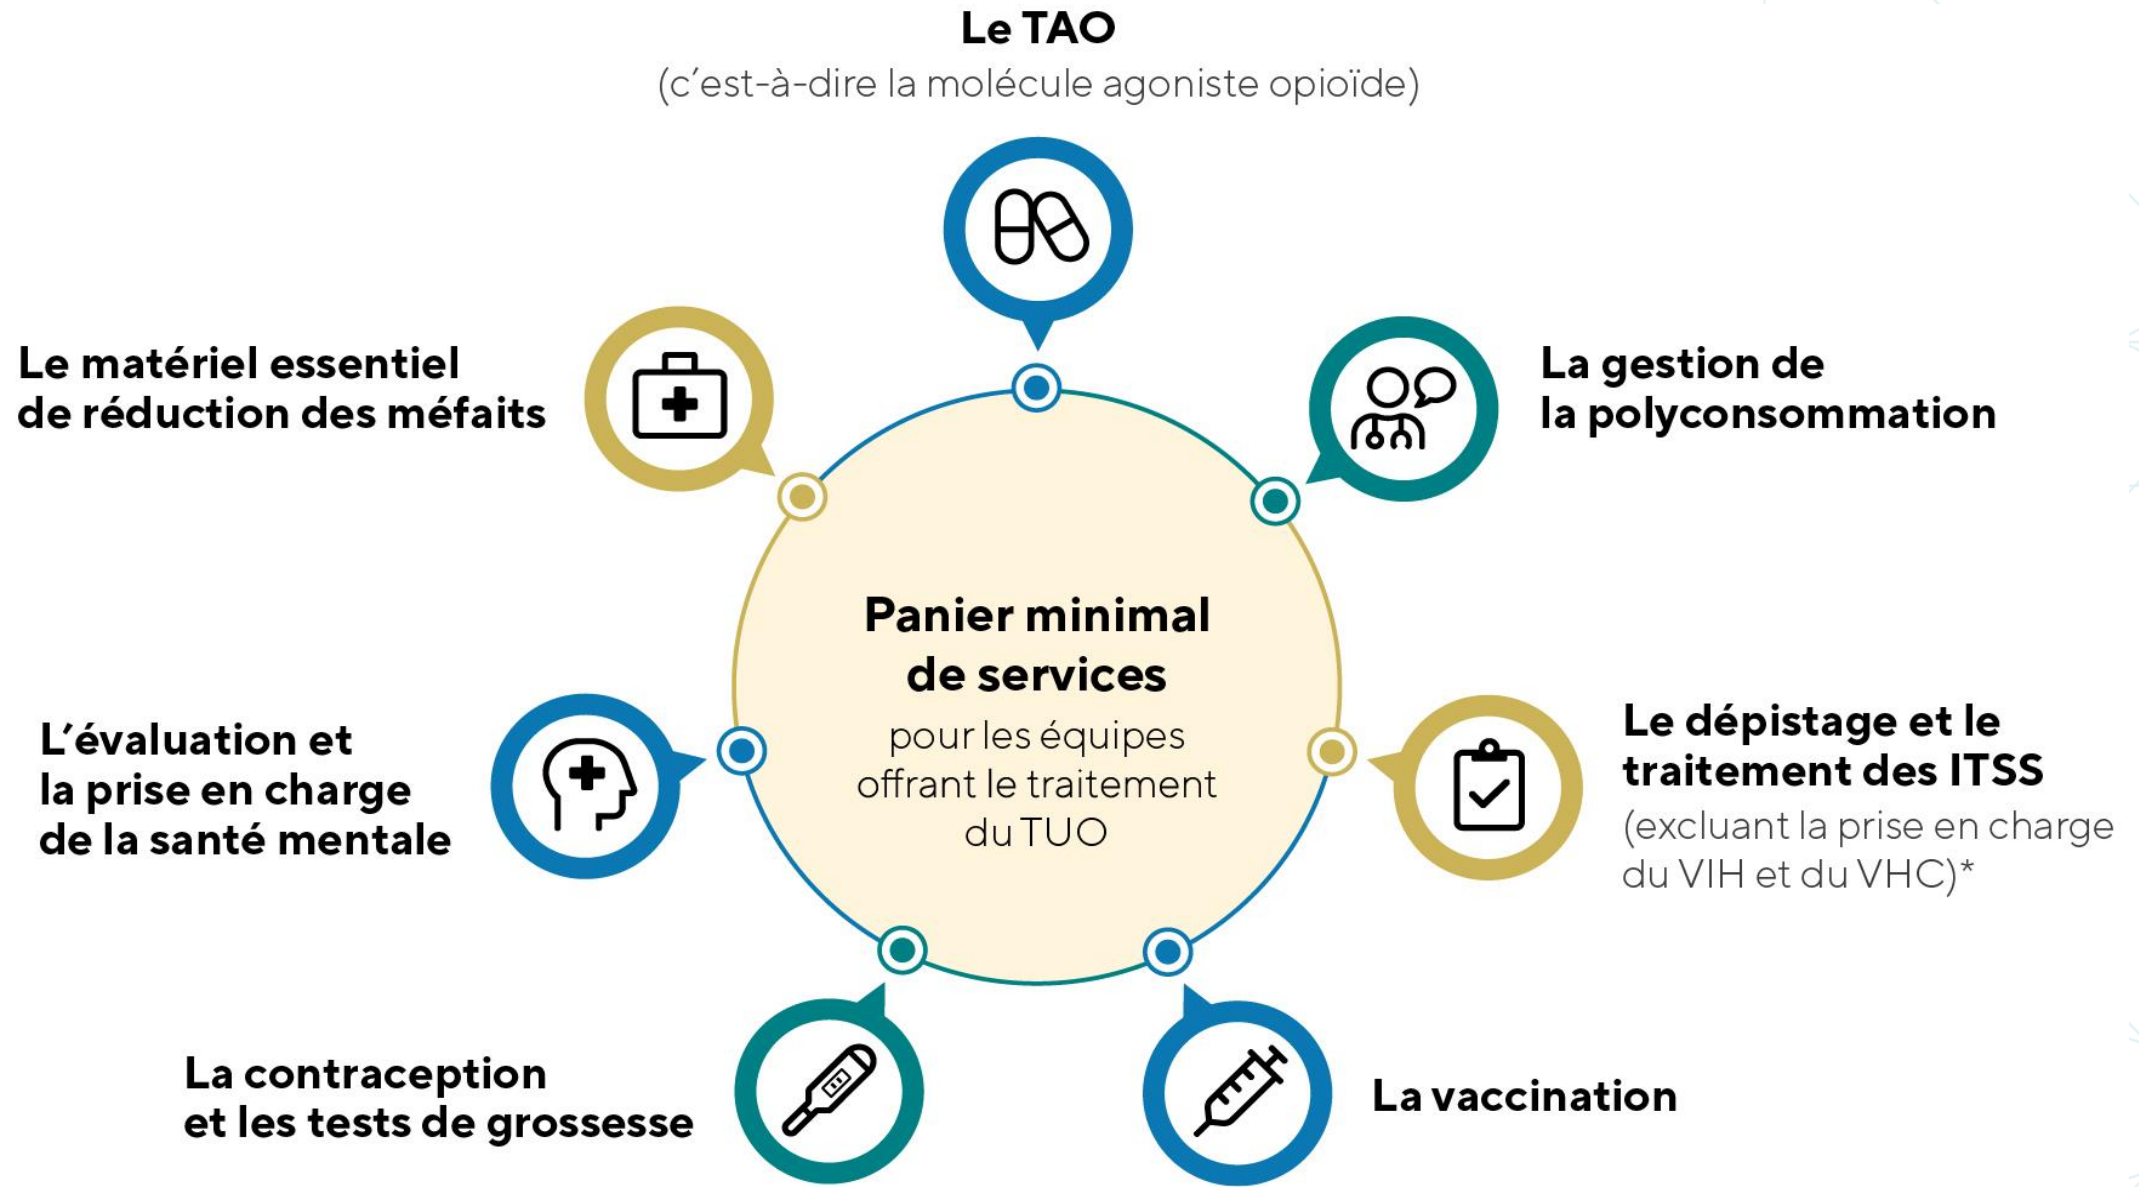 Le TAO
(c'est-à-dire la molécule agoniste opioïde)
Le matériel essentiel
de réduction des méfaits
La gestion de
la polyconsommation
Panier minimal
de services
pour les équipes
offrant le traitement
du TUO
L'évaluation et
la prise en charge
de la santé mentale
Le dépistage et le
traitement des ITSS
(excluant la prise en charge
du VIH et du VHC)*
La contraception
et les tests de grossesse
La vaccination